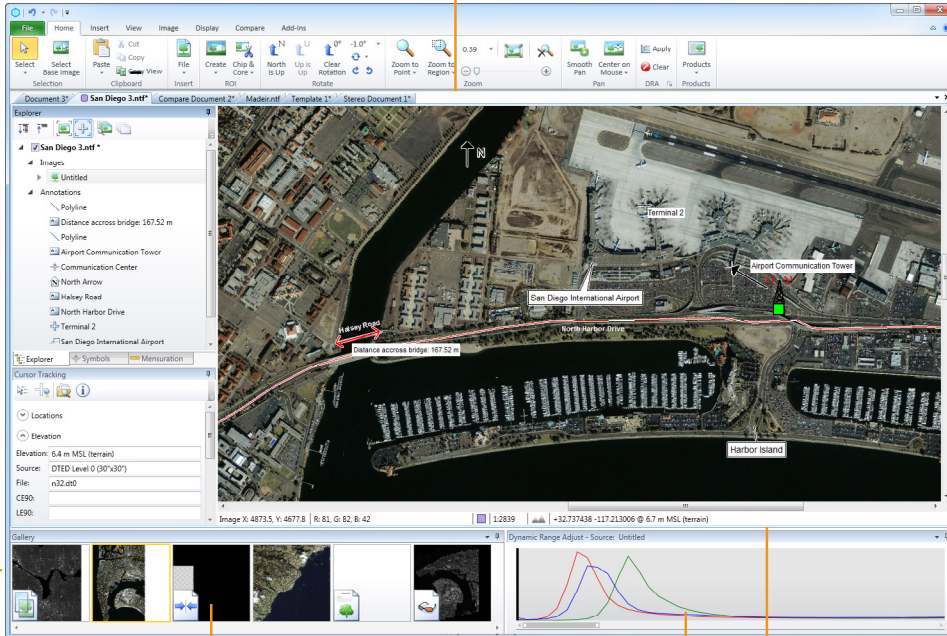 File Home Insert View Image Display Compare Add-Ins
Select
Select Base Image
Selection
Paste
Cut
Copy
Copy View
Clipboard
File
Insert
Create
Chip & Core
ROI
North Is Up
Up is Up
Clear Rotation
-1.0°
Rotate
Zoom to Point
Zoom to Region
0.59
Zoom
Smooth Pan
Center on Mouse
Pan
Apply
Clear
DRA
Products
Products
Document 3* San Diego 3.ntf* Compare Document 2* Madeir.ntf Template 1* Stereo Document 1*
Explorer
San Diego 3.ntf *
Images
Untitled
Annotations
Polyline
Distance accross bridge: 167.52 m
Polyline
Airport Communication Towor
Communication Center
North Arrow
Halsey Road
North Harbor Drive
Terminal 2
San Diego International Airport
Explorer Symbols Mensuration
N
Terminal 2
Airport Communication Tower
San Diego International Airport
Halsey Road
North Harbor Drive
Distance accross bridge: 167.52 m
Harbor Island
Cursor Tracking
Locations
Elevation
Elevation: 6.4 m MSL (terrain)
Source: DTED Level 0 (30"x30")
File: n32.dt0
CE90:
LE90:
Image X: 4873.5, Y: 4677.8 R: 81, G: 82, B: 42 1:2839 +32.737438 -117.213006 @ 6.7 m MSL (terrain)
Gallery
Dynamic Range Adjust - Source: Untitled